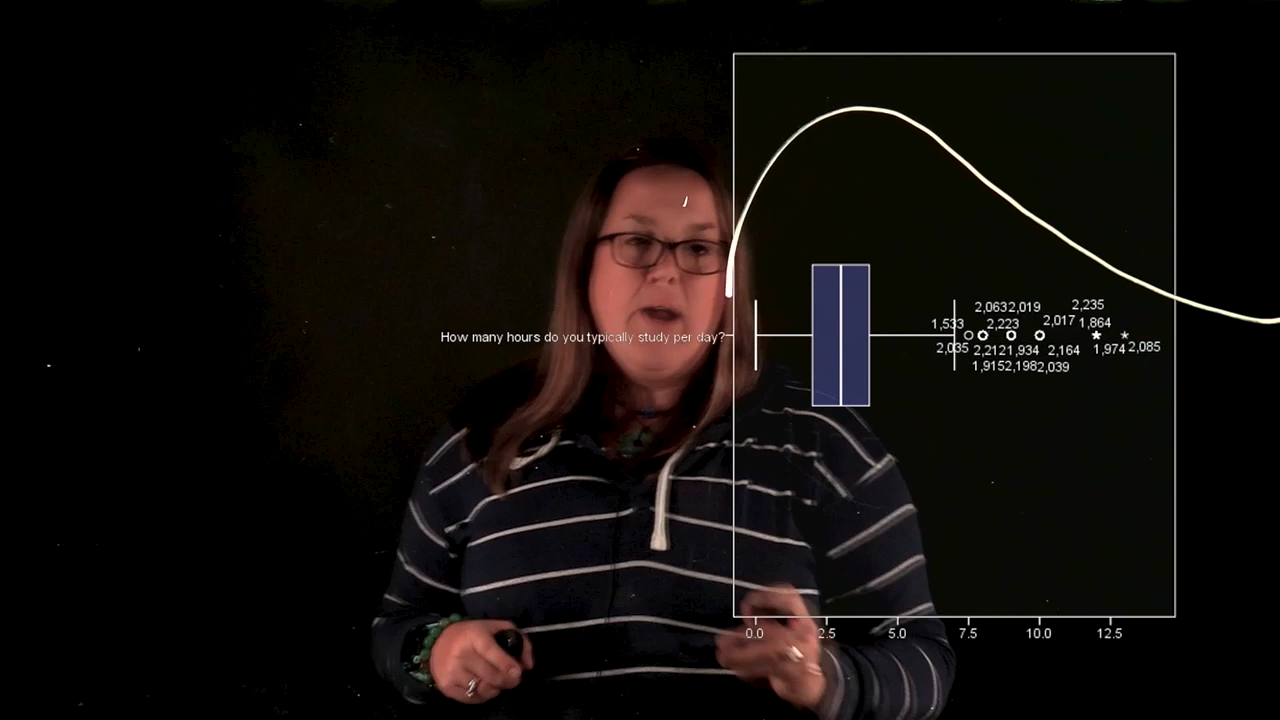 2,235
2,063 2,019
1,533 2,223 2,017 1,864
How many hours do you typically study per day?
2,035 2,212 1,934 2,164 1,974 2,085
1,915 2,198 2,039
0.0 2.5 5.0 7.5 10.0 12.5